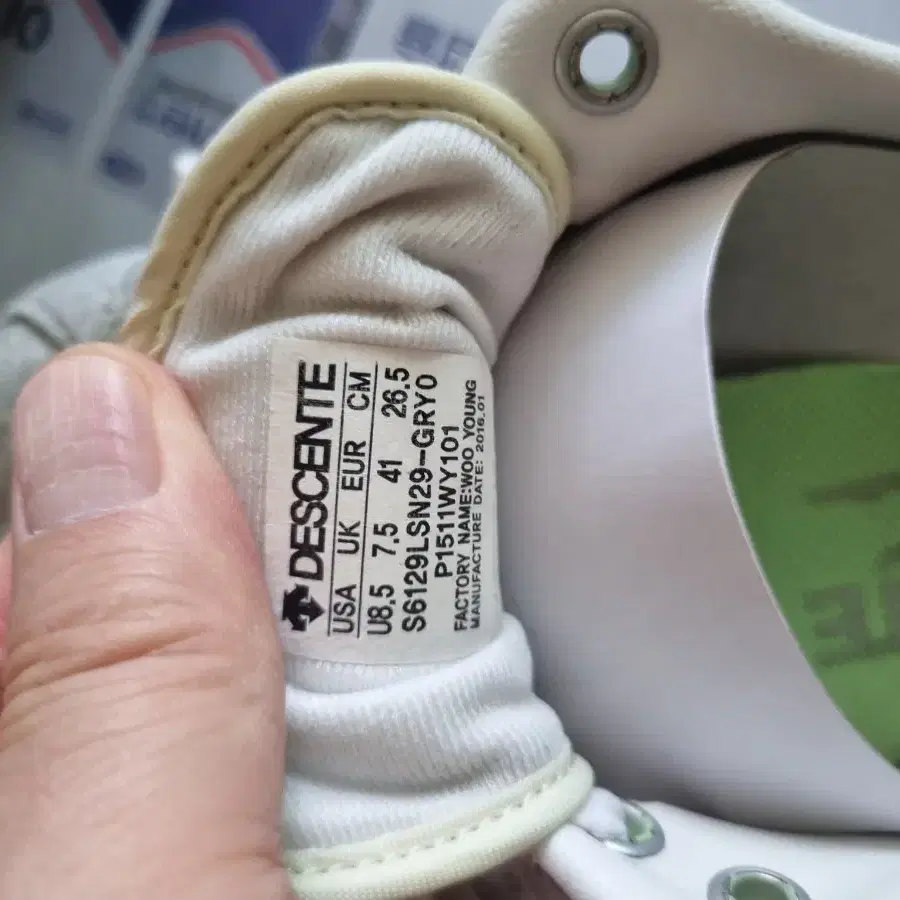 DESCENTE
USA UK EUR CM
U8.5 7.5 41 26.5
S6129LSN29-GRY0
P1511WY101
FACTORY NAME:WOO YOUNG
MANUFACTURE DATE: 2016.01